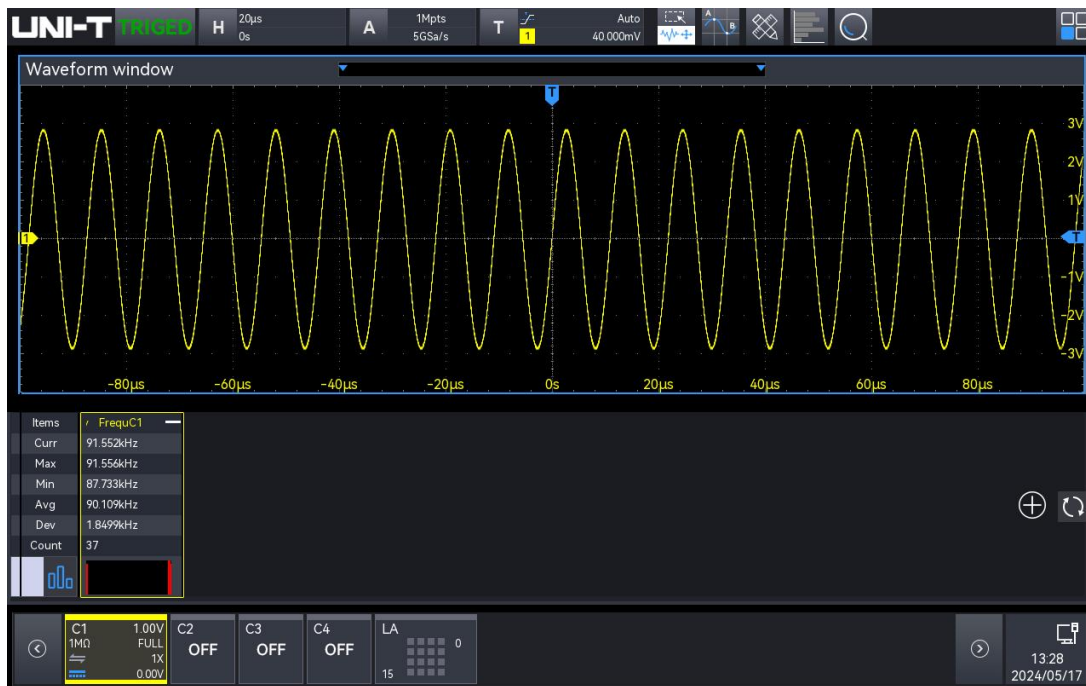 UNI-T TRIGED H 20μs 0s A 1Mpts 5GSa/s T 1 Auto 40.000mV A B
Waveform window
T
3V
2V
1V
1 T
-1V
-2V
-3V
-80μs -60μs -40μs -20μs 0s 20μs 40μs 60μs 80μs
Items FrequC1
Curr 91.552kHz
Max 91.556kHz
Min 87.733kHz
Avg 90.109kHz
Dev 1.8499kHz
Count 37
C1 1.00V C2 C3 C4 LA
1MΩ FULL OFF OFF OFF 0
1X 13:28
0.00V 15 2024/05/17